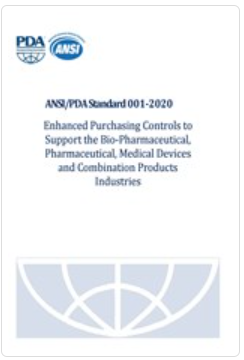 PDA
ANSI
ANSI/PDA Standard 001-2020
Enhanced Purchasing Controls to
Support the Bio-Pharmaceutical,
Pharmaceutical, Medical Devices
and Combination Products
Industries